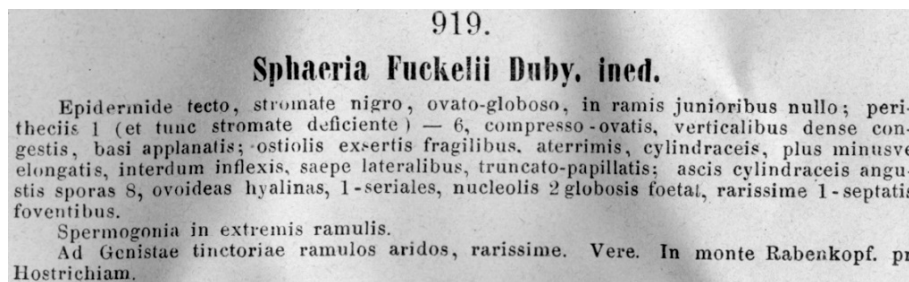 919.
Sphaeria Fuckelii Duby. ined.
Epidermide tecto, stromate nigro, ovato-globoso, in ramis junioribus nullo; peri-
theciis 1 (et tunc stromate deficiente) — 6, compresso-ovatis, verticalibus dense con-
gestis, basi applanatis; ostiolis exsertis fragilibus. aterrimis, cylindraceis, plus minusve
elongatis, interdum inflexis, saepe lateralibus, truncato-papillatis; ascis cylindraceis angu-
stis sporas 8, ovoideas hyalinas, 1-seriales, nucleolis 2 globosis foetas, rarissime 1-septatis
foventibus.
Spermogonia in extremis ramulis.
Ad Genistae tinctoriae ramulos aridos, rarissime. Vere. In monte Rabenkopf. pr
Hostrichiam.